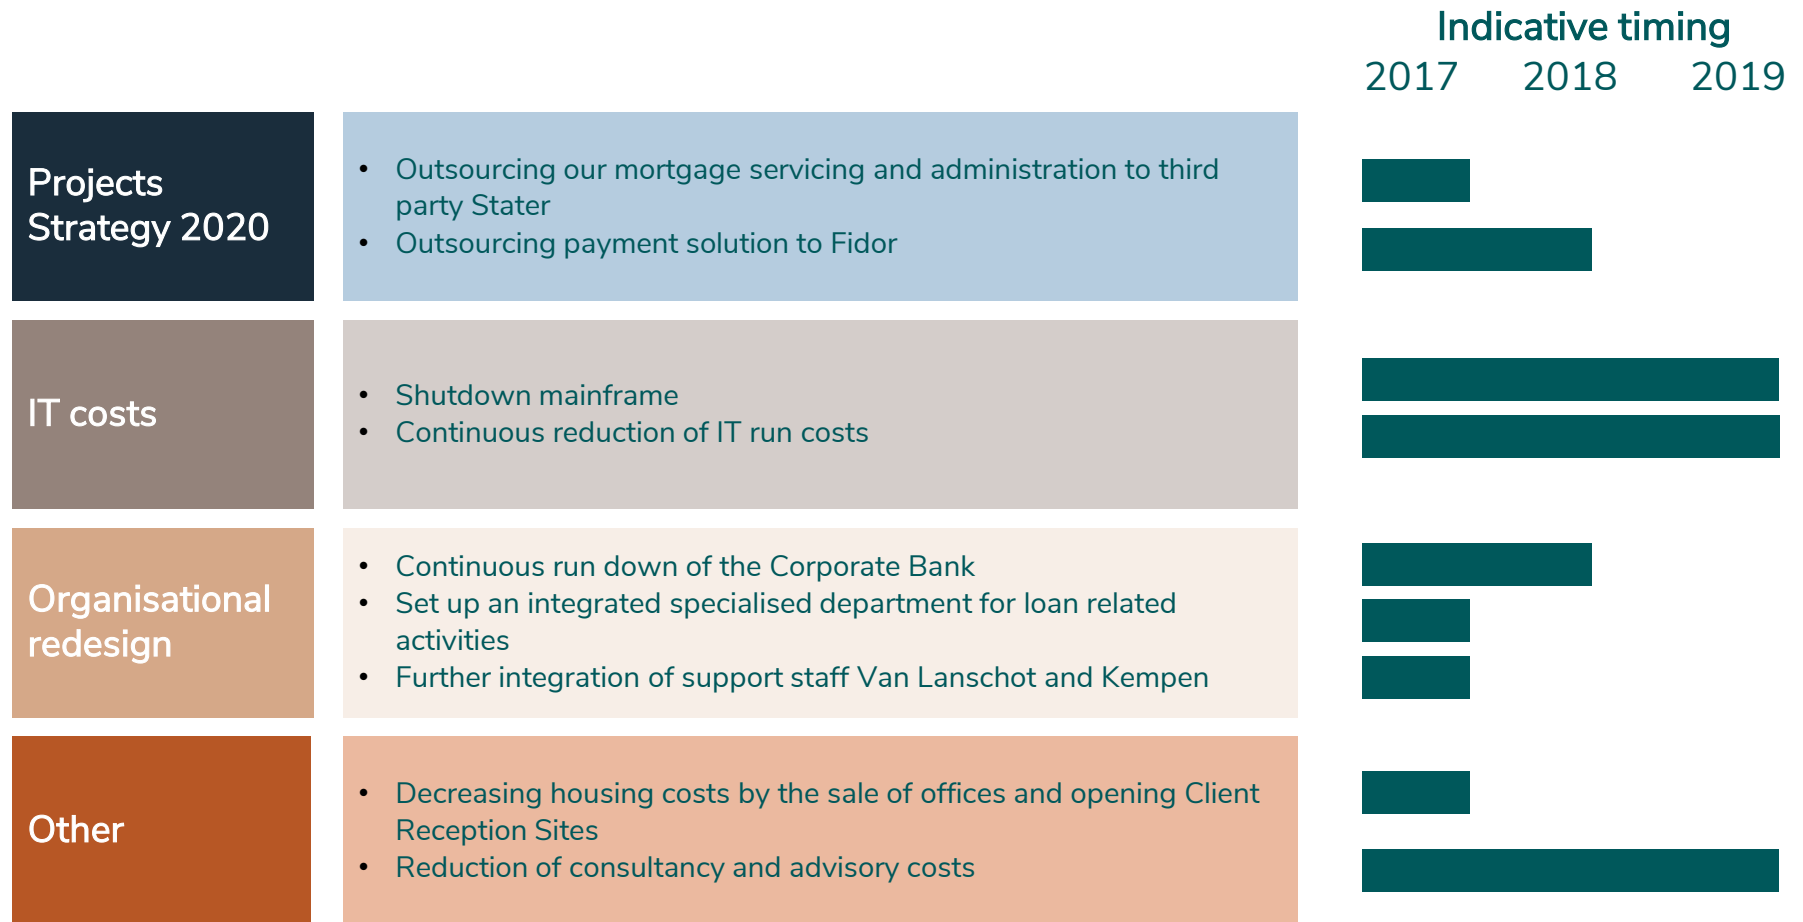 Indicative timing
2017 2018 2019
Projects
Strategy 2020
• Outsourcing our mortgage servicing and administration to third
party Stater
• Outsourcing payment solution to Fidor
IT costs
• Shutdown mainframe
• Continuous reduction of IT run costs
Organisational
redesign
• Continuous run down of the Corporate Bank
• Set up an integrated specialised department for loan related
activities
• Further integration of support staff Van Lanschot and Kempen
Other
• Decreasing housing costs by the sale of offices and opening Client
Reception Sites
• Reduction of consultancy and advisory costs